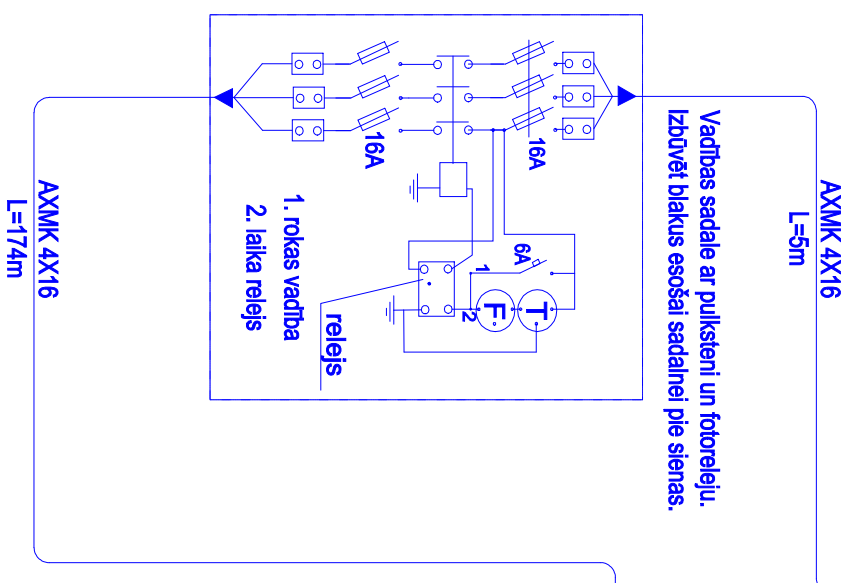 AXMK 4X16
L=5m
Vadības sadale ar pulksteni un fotoreleju.
Izbūvēt blakus esošai sadalnei pie sienas.
16A
16A
6A
1
2
T
F
relejs
1. rokas vadība
2. laika relejs
AXMK 4X16
L=174m